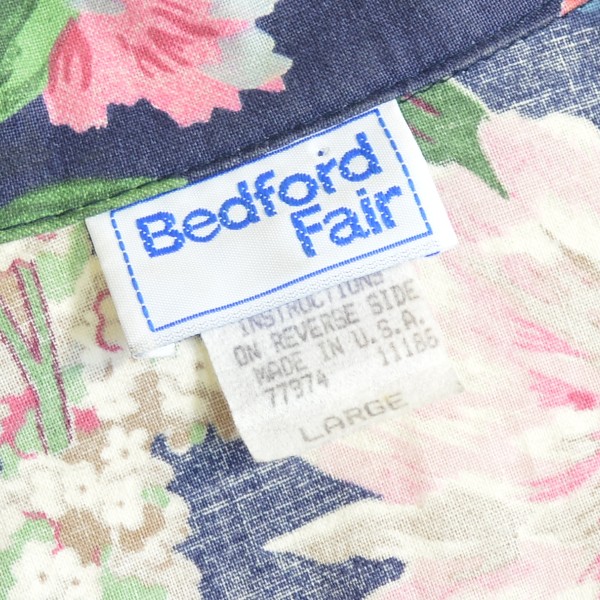 Bedford
Fair
INSTRUCTIONS
ON REVERSE SIDE
MADE IN U.S.A.
77974 11186
LARGE